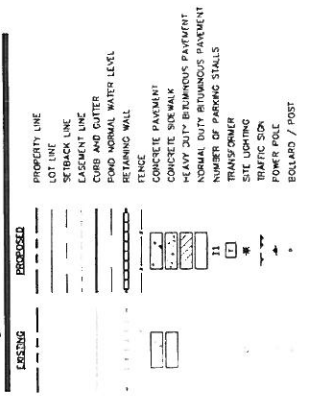 EXISTING PROPOSED
PROPERTY LINE
LOT LINE
SETBACK LINE
EASEMENT LINE
CURB AND GUTTER
POND NORMAL WATER LEVEL
RETAINING WALL
FENCE
CONCRETE PAVEMENT
CONCRETE SIDEWALK
HEAVY DUTY BITUMINOUS PAVEMENT
NORMAL DUTY BITUMINOUS PAVEMENT
11 NUMBER OF PARKING STALLS
T TRANSFORMER
SITE LIGHTING
TRAFFIC SIGN
POWER POLE
BOLLARD / POST